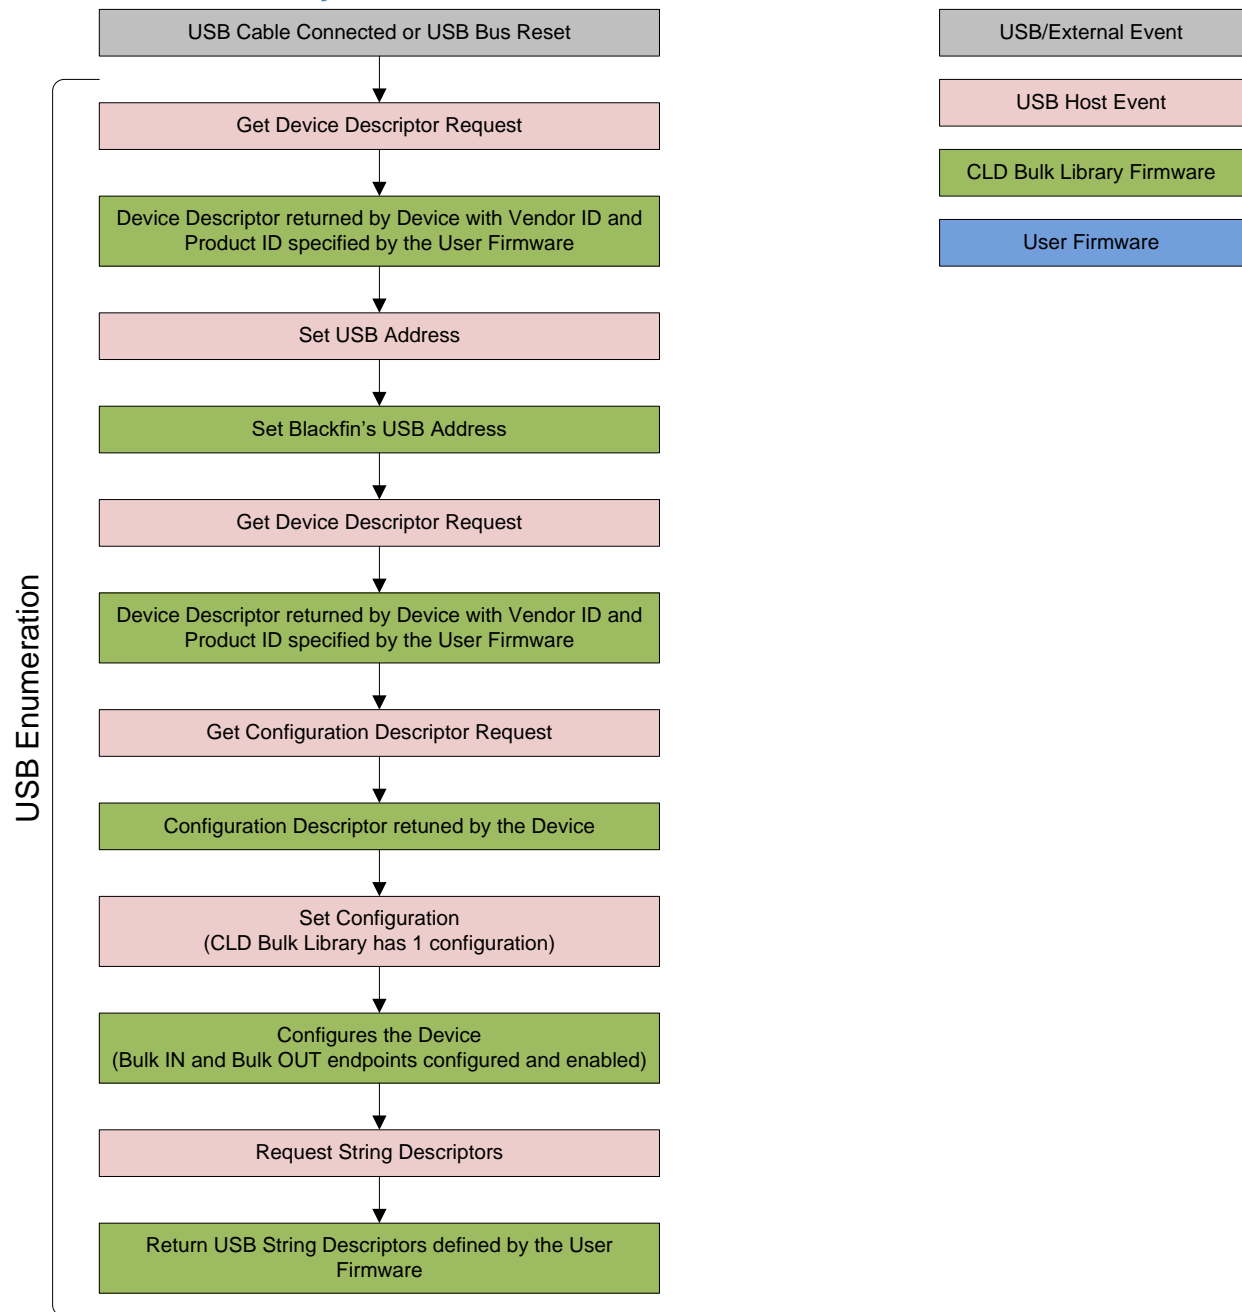 USB Cable Connected or USB Bus Reset
Get Device Descriptor Request
Device Descriptor returned by Device with Vendor ID and
Product ID specified by the User Firmware
Set USB Address
Set Blackfin's USB Address
Get Device Descriptor Request
Device Descriptor returned by Device with Vendor ID and
Product ID specified by the User Firmware
Get Configuration Descriptor Request
Configuration Descriptor retuned by the Device
Set Configuration
(CLD Bulk Library has 1 configuration)
Configures the Device
(Bulk IN and Bulk OUT endpoints configured and enabled)
Request String Descriptors
Return USB String Descriptors defined by the User
Firmware
USB Enumeration
USB/External Event
USB Host Event
CLD Bulk Library Firmware
User Firmware